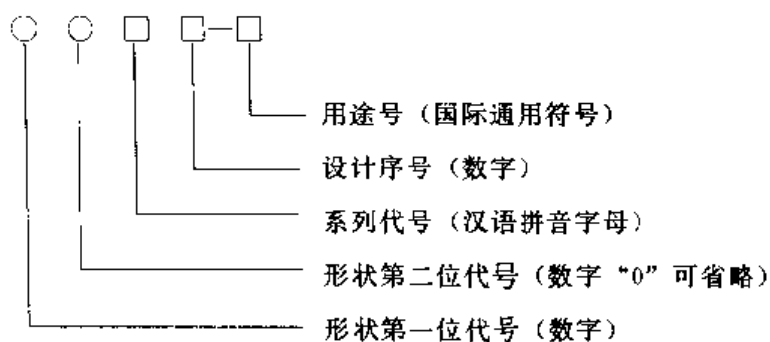 ○ ○ □ □—□
用途号（国际通用符号）
设计序号（数字）
系列代号（汉语拼音字母）
形状第二位代号（数字“0”可省略）
形状第一位代号（数字）